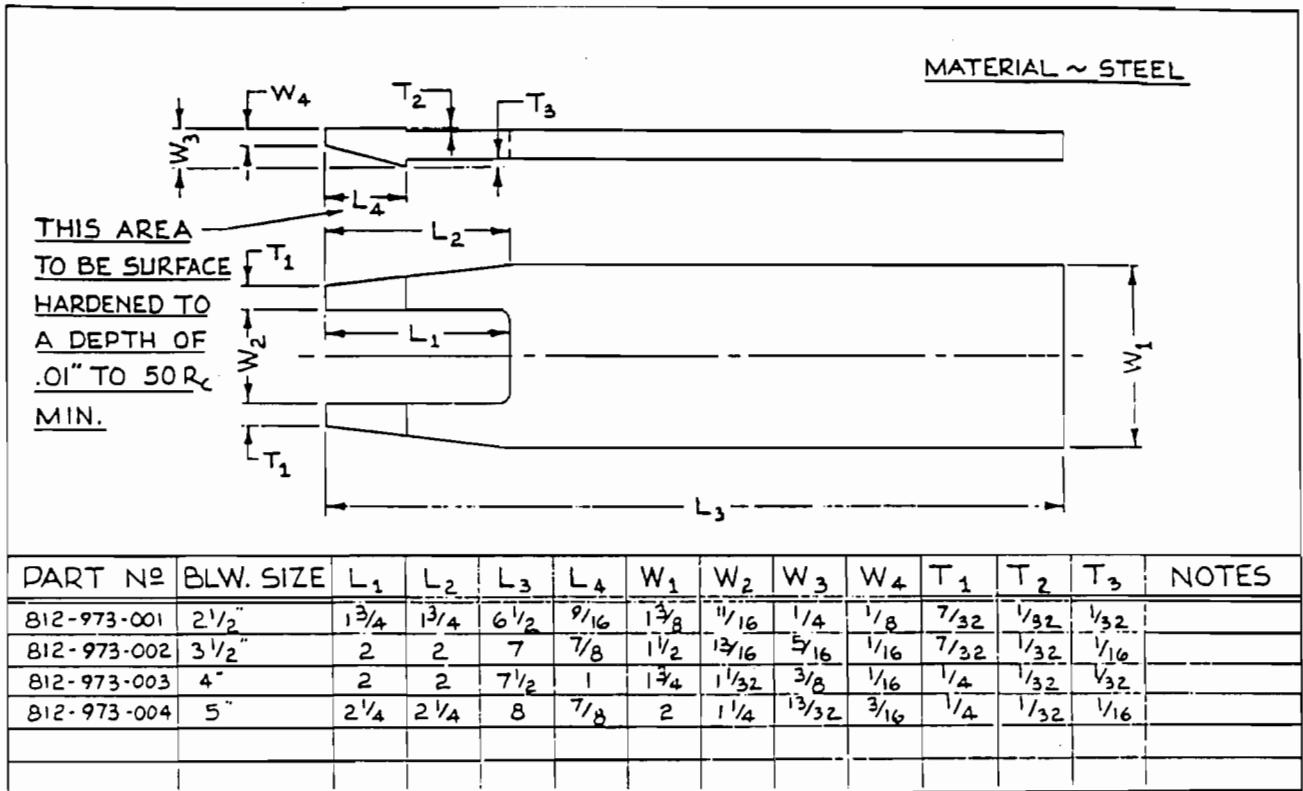 MATERIAL ~ STEEL
W₄
T₂
T₃
W₃
L₄
THIS AREA
TO BE SURFACE
HARDENED TO
A DEPTH OF
.01" TO 50 Rc
MIN.
L₂
T₁
L₁
W₂
W₁
T₁
L₃
PART Nº BLW. SIZE L₁ L₂ L₃ L₄ W₁ W₂ W₃ W₄ T₁ T₂ T₃ NOTES
812-973-001 2 1/2" 1 3/4 1 3/4 6 1/2 9/16 1 3/8 11/16 1/4 1/8 7/32 1/32 1/32
812-973-002 3 1/2" 2 2 7 7/8 1 1/2 13/16 5/16 1/16 7/32 1/32 1/16
812-973-003 4" 2 2 7 1/2 1 1 3/4 1 1/32 3/8 1/16 1/4 1/32 1/32
812-973-004 5" 2 1/4 2 1/4 8 7/8 2 1 1/4 13/32 3/16 1/4 1/32 1/16